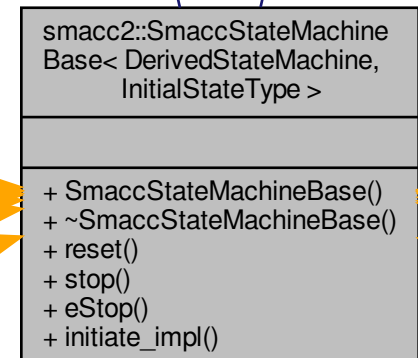 smacc2::SmaccStateMachine
Base< DerivedStateMachine,
InitialStateType >
+ SmaccStateMachineBase()
+ ~SmaccStateMachineBase()
+ reset()
+ stop()
+ eStop()
+ initiate_impl()